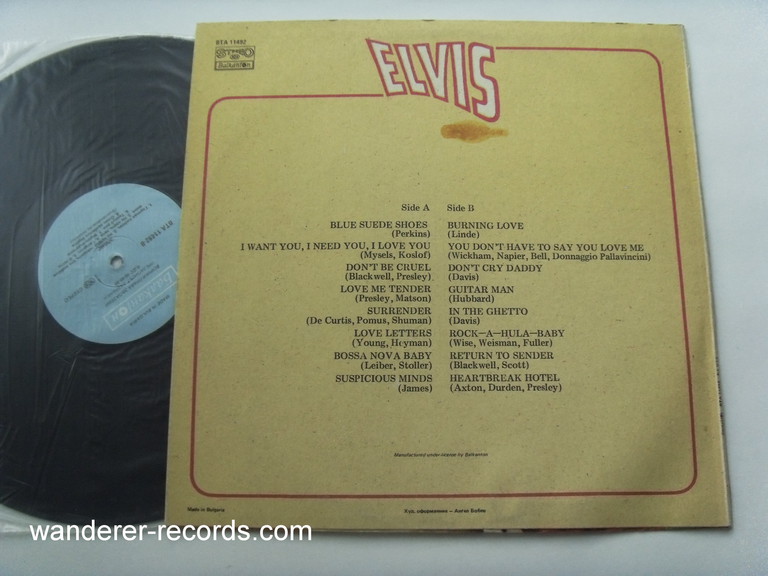 BTA 11492
STEREO
Balkanton
ELVIS
Side A
BLUE SUEDE SHOES
(Perkins)
I WANT YOU, I NEED YOU, I LOVE YOU
(Mysels, Koslof)
DON'T BE CRUEL
(Blackwell, Presley)
LOVE ME TENDER
(Presley, Matson)
SURRENDER
(De Curtis, Pomus, Shuman)
LOVE LETTERS
(Young, Heyman)
BOSSA NOVA BABY
(Leiber, Stoller)
SUSPICIOUS MINDS
(James)
Side B
BURNING LOVE
(Linde)
YOU DON'T HAVE TO SAY YOU LOVE ME
(Wickham, Napier, Bell, Donnaggio Pallavincini)
DON'T CRY DADDY
(Davis)
GUITAR MAN
(Hubbard)
IN THE GHETTO
(Davis)
ROCK—A—HULA—BABY
(Wise, Weisman, Fuller)
RETURN TO SENDER
(Blackwell, Scott)
HEARTBREAK HOTEL
(Axton, Durden, Presley)
Manufactured under license by Balkanton
Made in Bulgaria
Худ. оформление —
wanderer-records.com